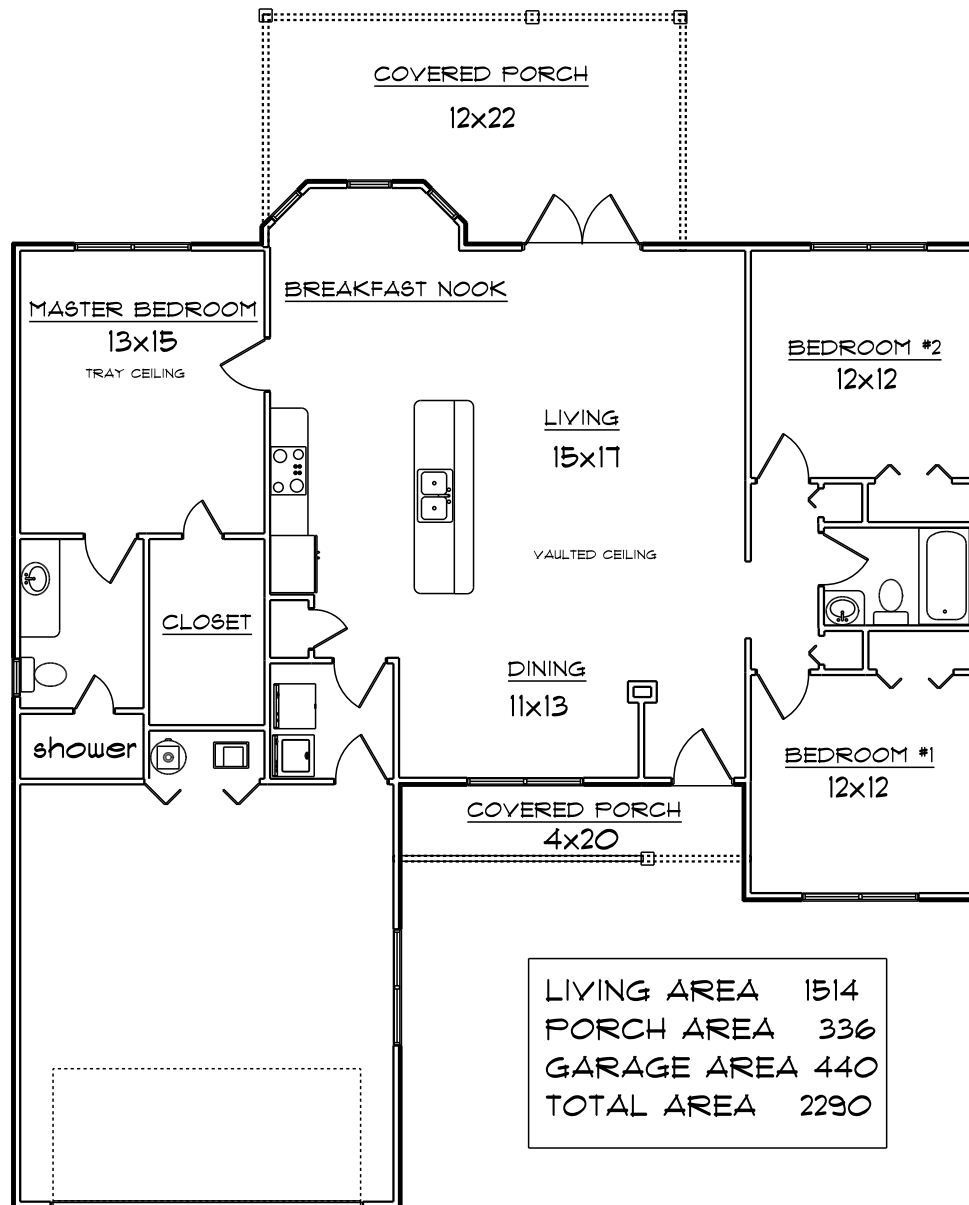 COVERED PORCH
12x22
BREAKFAST NOOK
MASTER BEDROOM
13x15
TRAY CEILING
BEDROOM #2
12x12
LIVING
15x17
VAULTED CEILING
CLOSET
DINING
11x13
shower
BEDROOM #1
12x12
COVERED PORCH
4x20
LIVING AREA 1514
PORCH AREA 336
GARAGE AREA 440
TOTAL AREA 2290